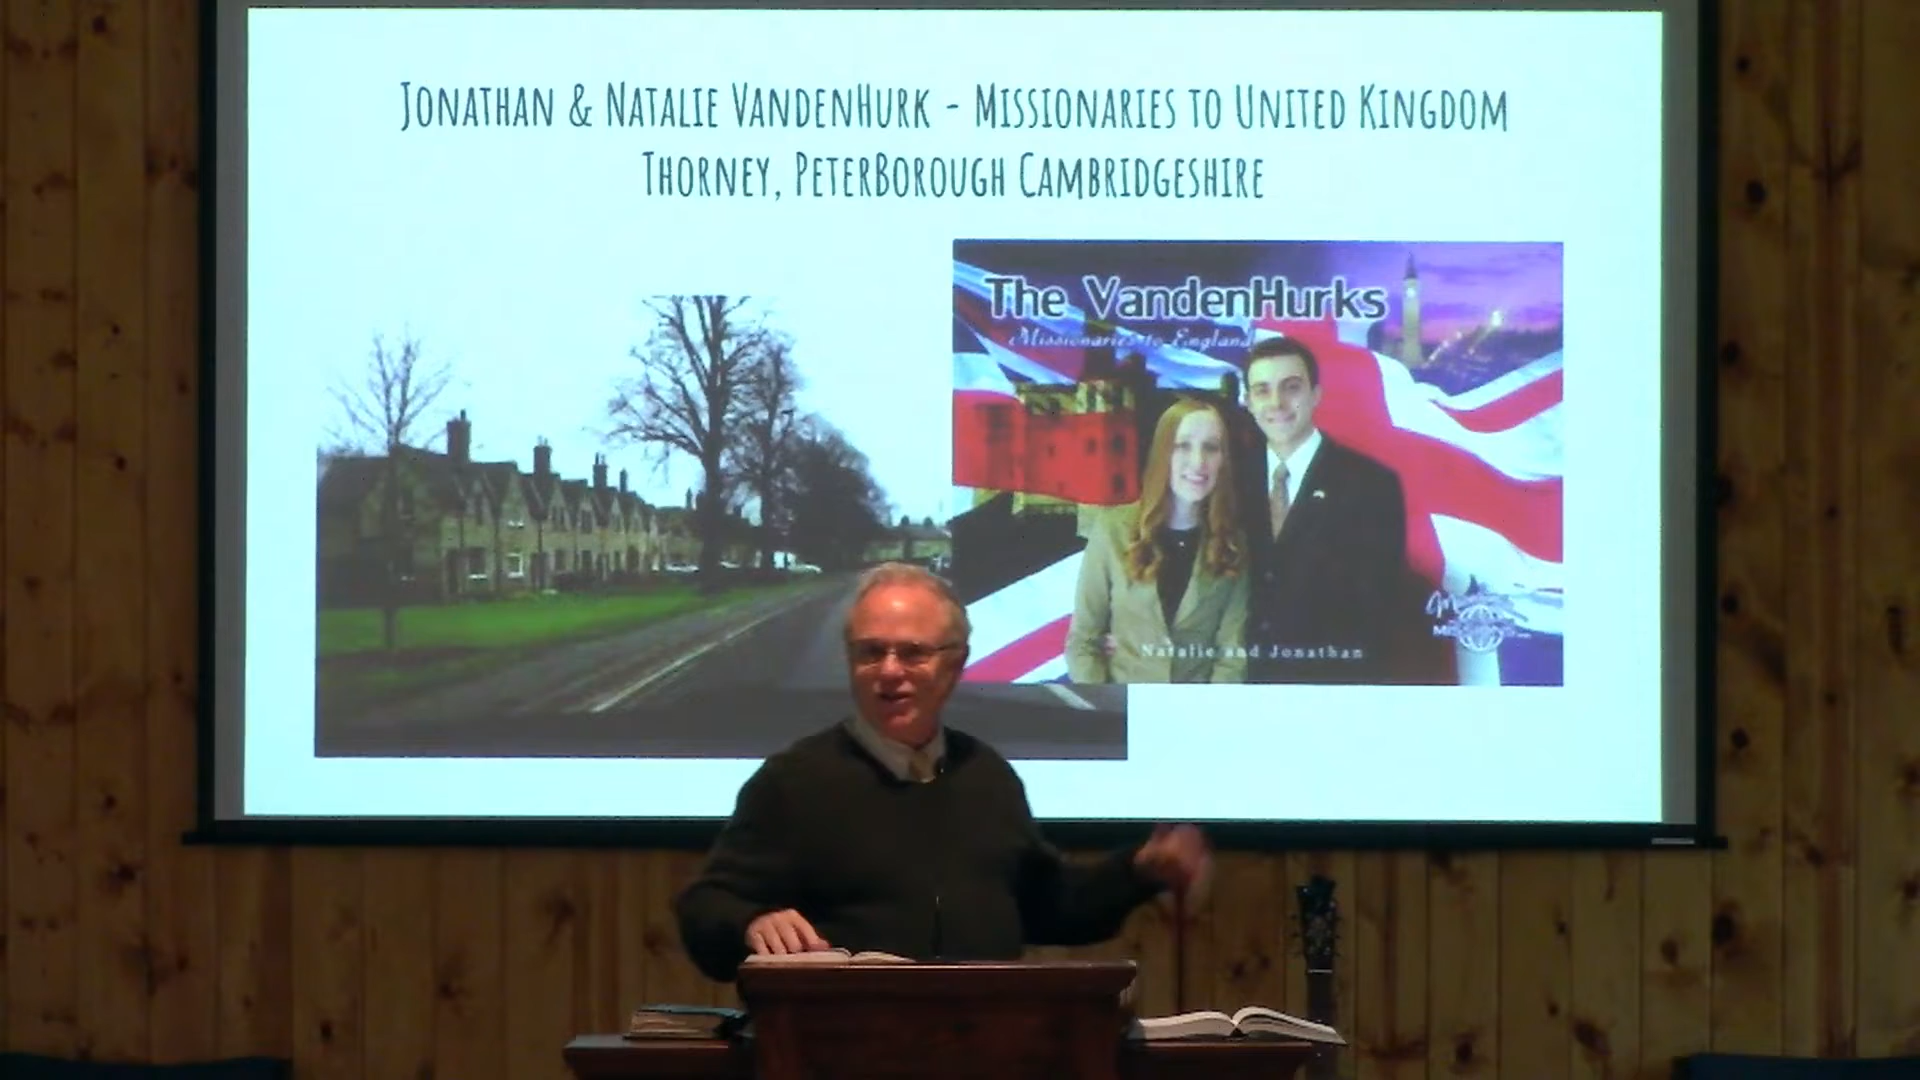 Jonathan & Natalie VandenHurk - Missionaries to United Kingdom
Thorney, PeterBorough Cambridgeshire
The VandenHurks
Missionaries to England
Natalie and Jonathan